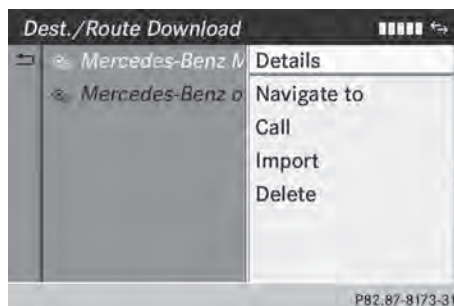 Dest./Route Download
Mercedes-Benz M
Details
Mercedes-Benz o
Navigate to
Call
Import
Delete
P82.87-8173-31